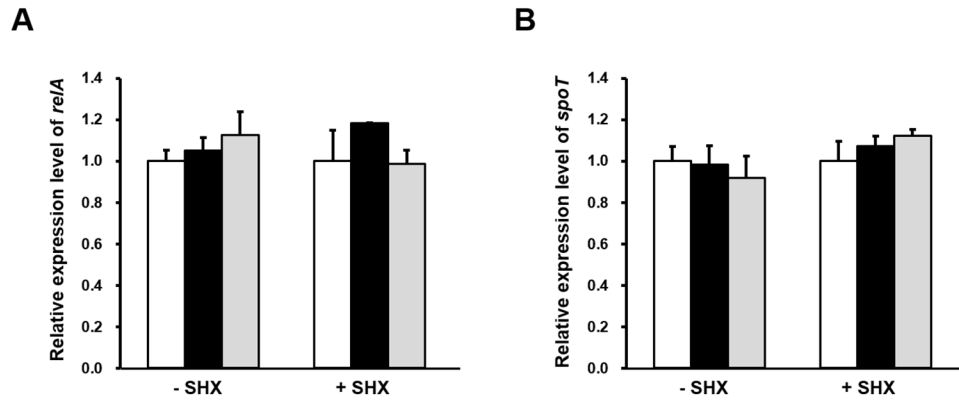 A
Relative expression level of relA
1.4
1.2
1.0
0.8
0.6
0.4
0.2
0.0
- SHX
+ SHX
B
Relative expression level of spoT
1.4
1.2
1.0
0.8
0.6
0.4
0.2
0.0
- SHX
+ SHX